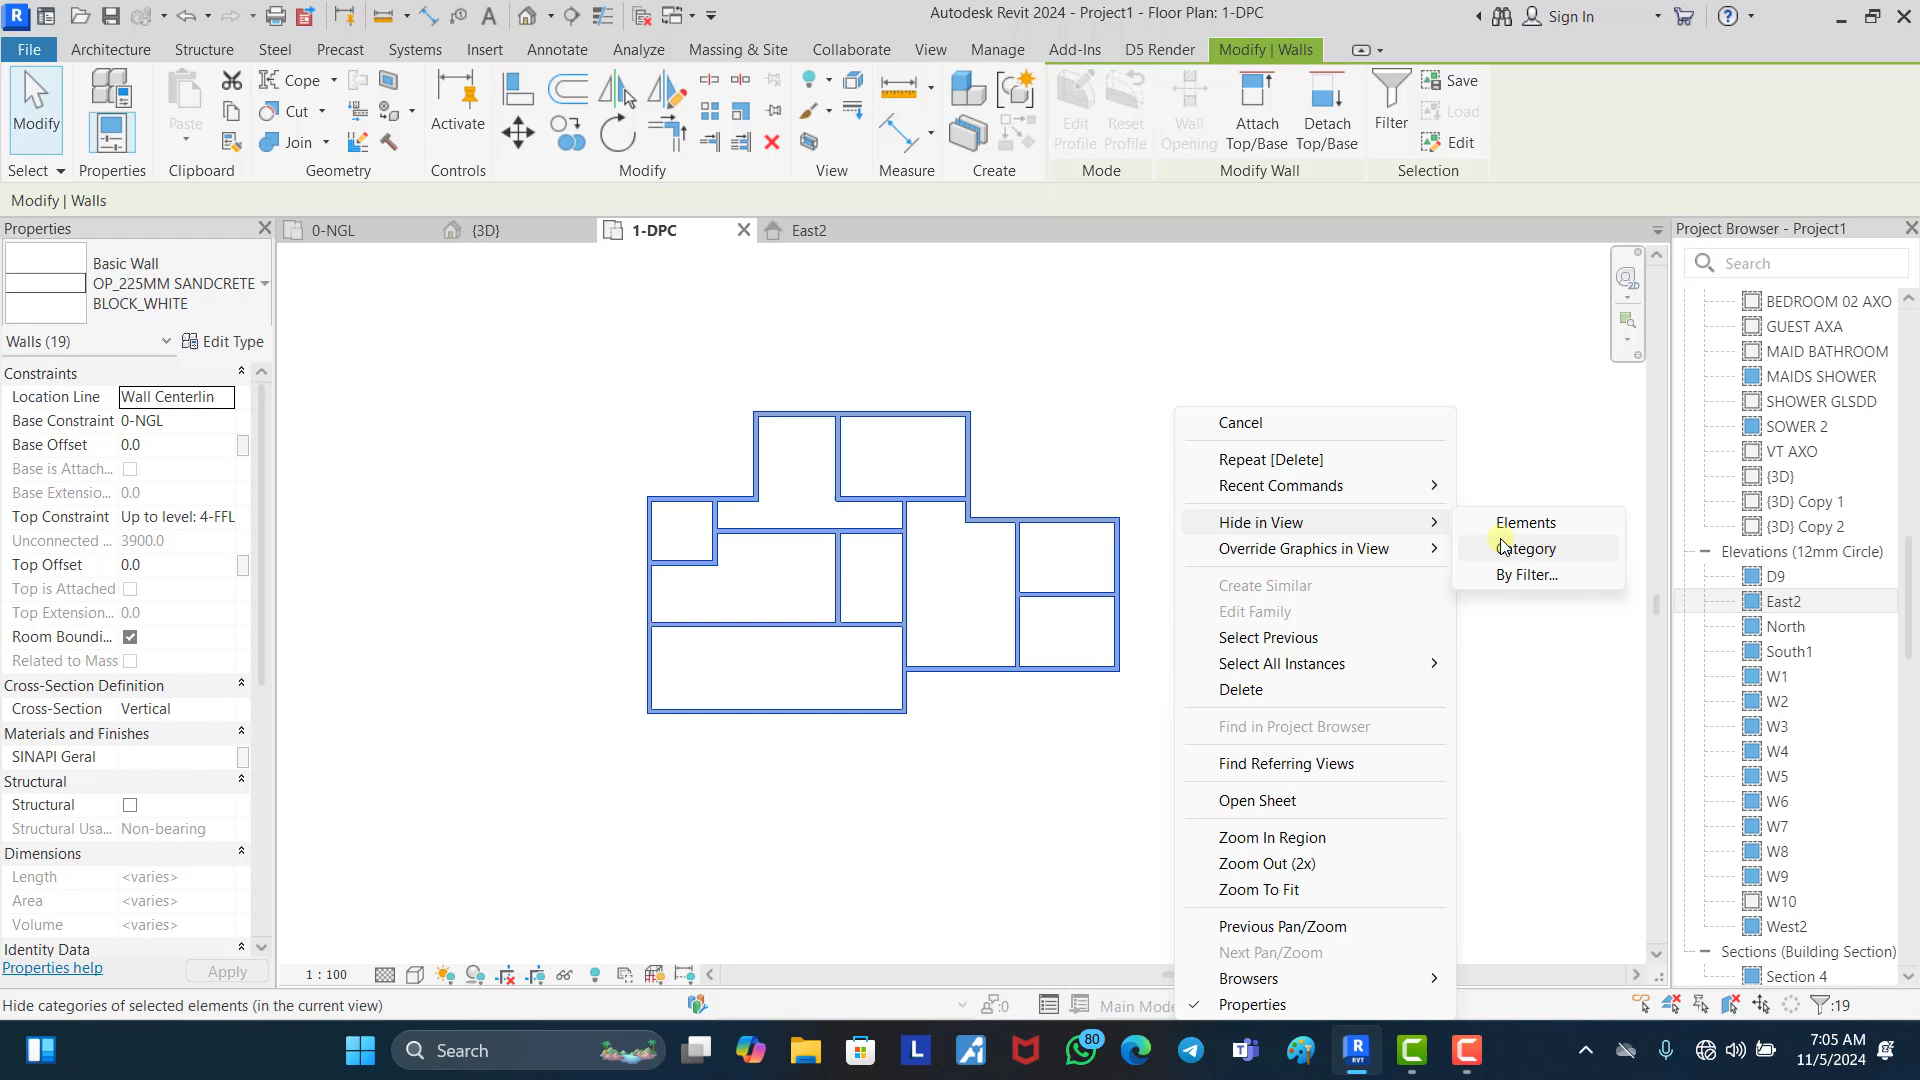 R
Autodesk Revit 2024 - Project1 - Floor Plan: 1-DPC
Sign In
File
Architecture
Structure
Steel
Precast
Systems
Insert
Annotate
Analyze
Massing & Site
Collaborate
View
Manage
Add-Ins
D5 Render
Modify | Walls
Modify
Paste
Cope
Cut
Join
Activate
Edit Profile
Reset Profile
Wall Opening
Attach Top/Base
Detach Top/Base
Filter
Save
Load
Edit
Select
Properties
Clipboard
Geometry
Controls
Modify
View
Measure
Create
Mode
Modify Wall
Selection
Modify | Walls
Properties
0-NGL
{3D}
1-DPC
East2
Basic Wall
OP_225MM SANDCRETE
BLOCK_WHITE
Walls (19)
Edit Type
Constraints
Location Line Wall Centerlin
Base Constraint 0-NGL
Base Offset 0.0
Base is Attach...
Base Extensio... 0.0
Top Constraint Up to level: 4-FFL
Unconnected ... 3900.0
Top Offset 0.0
Top is Attached
Top Extension... 0.0
Room Boundi...
Related to Mass
Cross-Section Definition
Cross-Section Vertical
Materials and Finishes
SINAPI Geral
Structural
Structural
Structural Usa... Non-bearing
Dimensions
Length <varies>
Area <varies>
Volume <varies>
Identity Data
Properties help
Apply
2D
Cancel
Repeat [Delete]
Recent Commands
Hide in View
Override Graphics in View
Create Similar
Edit Family
Select Previous
Select All Instances
Delete
Find in Project Browser
Find Referring Views
Open Sheet
Zoom In Region
Zoom Out (2x)
Zoom To Fit
Previous Pan/Zoom
Next Pan/Zoom
Browsers
Properties
Elements
Category
By Filter...
Project Browser - Project1
Search
BEDROOM 02 AXO
GUEST AXA
MAID BATHROOM
MAIDS SHOWER
SHOWER GLSDD
SOWER 2
VT AXO
{3D}
{3D} Copy 1
{3D} Copy 2
Elevations (12mm Circle)
D9
East2
North
South1
W1
W2
W3
W4
W5
W6
W7
W8
W9
W10
West2
Sections (Building Section)
Section 4
1 : 100
Hide categories of selected elements (in the current view)
:0
Main Mode
:19
Search
L
80
R
RVT
7:05 AM
11/5/2024